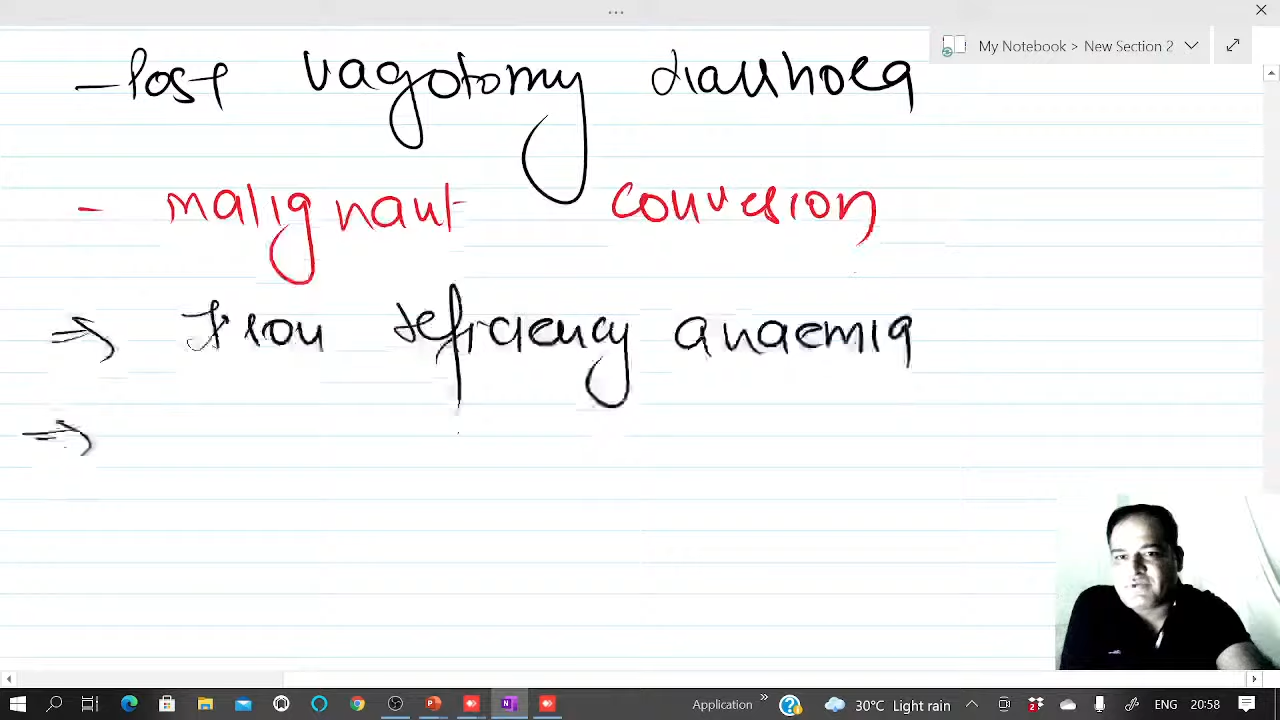 My Notebook > New Section 2
- Post vagotomy diarrhoea
- malignant conversion
⇒ Iron deficiency anaemia
⇒
Application
30°C Light rain
ENG 20:58